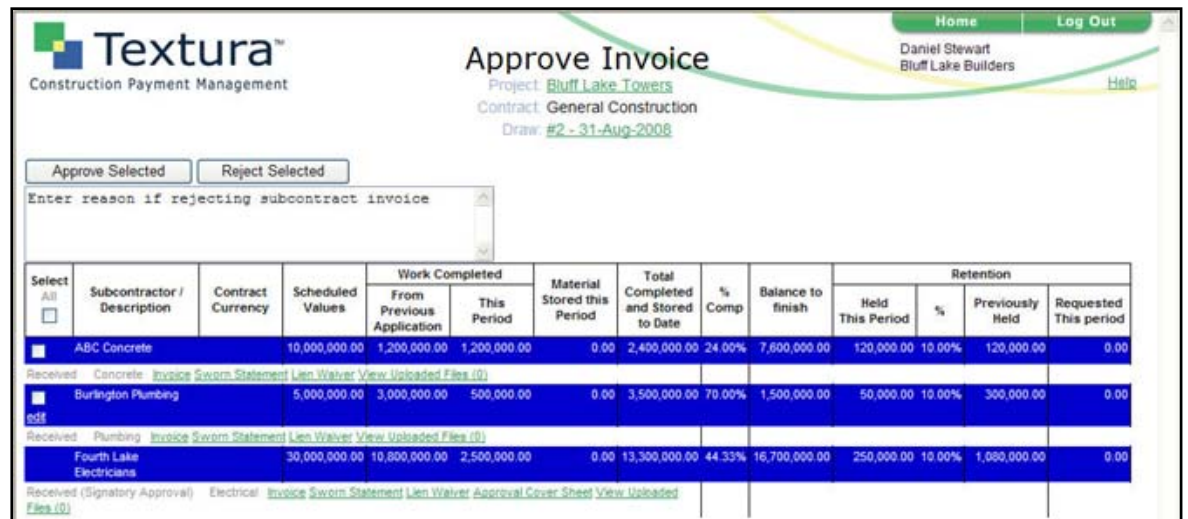 Home Log Out
Textura™
Construction Payment Management
Approve Invoice
Project: Bluff Lake Towers
Contract: General Construction
Draw: #2 - 31-Aug-2008
Daniel Stewart
Bluff Lake Builders
Help
Approve Selected Reject Selected
Enter reason if rejecting subcontract invoice
Select All Subcontractor / Description Contract Currency Scheduled Values Work Completed From Previous Application This Period Material Stored this Period Total Completed and Stored to Date % Comp Balance to finish Retention Held This Period % Previously Held Requested This period
ABC Concrete 10,000,000.00 1,200,000.00 1,200,000.00 0.00 2,400,000.00 24.00% 7,600,000.00 120,000.00 10.00% 120,000.00 0.00
Received Concrete Invoice Sworn Statement Lien Waiver View Uploaded Files (0)
Burlington Plumbing 5,000,000.00 3,000,000.00 500,000.00 0.00 3,500,000.00 70.00% 1,500,000.00 50,000.00 10.00% 300,000.00 0.00
edit
Received Plumbing Invoice Sworn Statement Lien Waiver View Uploaded Files (0)
Fourth Lake Electricians 30,000,000.00 10,800,000.00 2,500,000.00 0.00 13,300,000.00 44.33% 16,700,000.00 250,000.00 10.00% 1,080,000.00 0.00
Received (Signatory Approval) Electrical Invoice Sworn Statement Lien Waiver Approval Cover Sheet View Uploaded
Files (0)